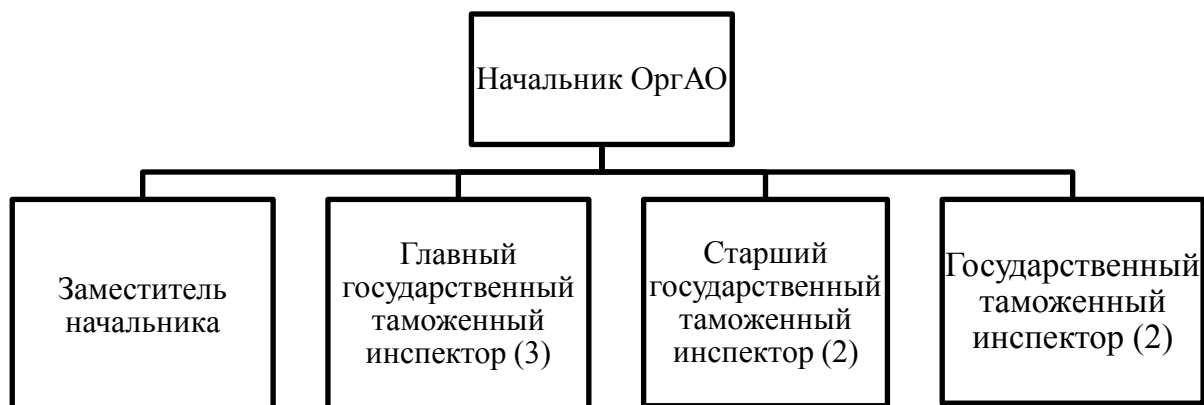 Начальник ОргАО
Заместитель
начальника
Главный
государственный
таможенный
инспектор (3)
Старший
государственный
таможенный
инспектор (2)
Государственный
таможенный
инспектор (2)